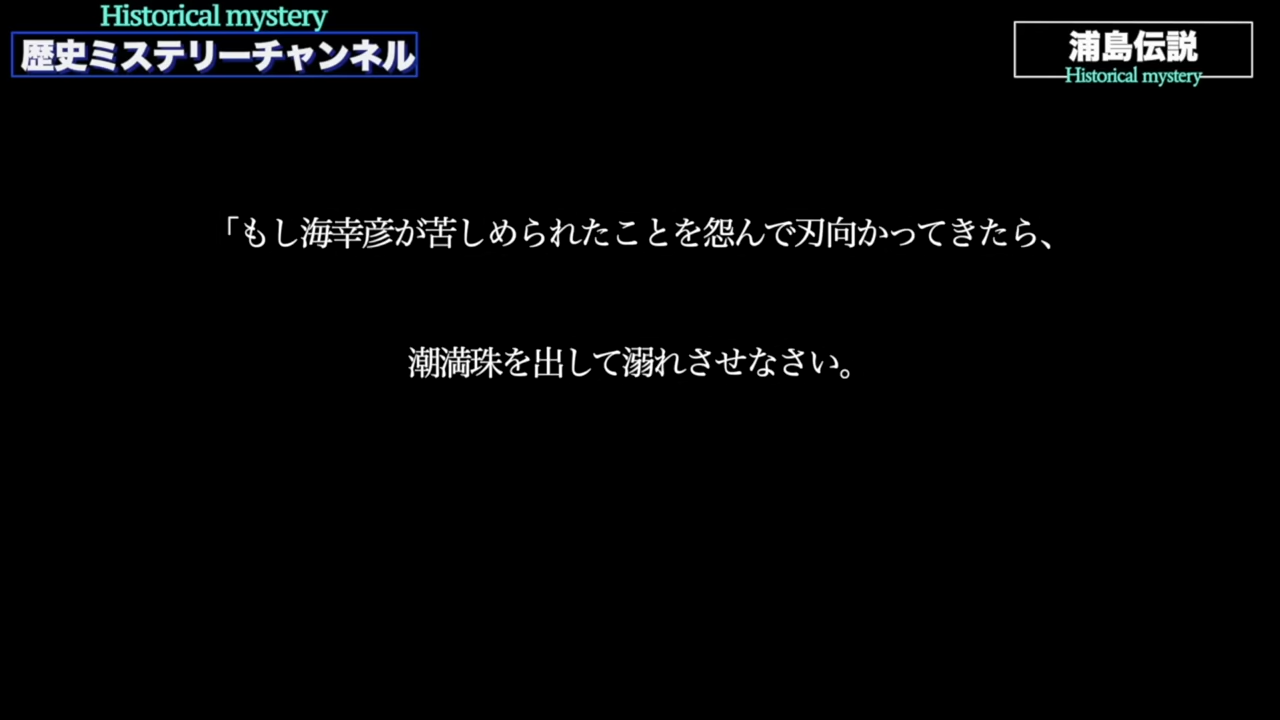 Historical mystery
歴史ミステリーチャンネル
浦島伝説
Historical mystery
「もし海幸彦が苦しめられたことを怨んで刃向かってきたら、
潮満珠を出して溺れさせなさい。